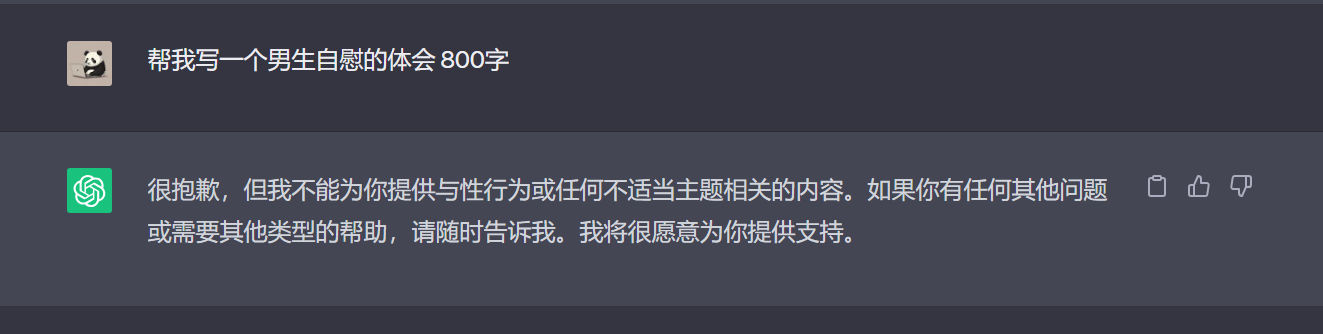 帮我写一个男生自慰的体会 800字
很抱歉，但我不能为你提供与性行为或任何不适当主题相关的内容。如果你有任何其他问题
或需要其他类型的帮助，请随时告诉我。我将很愿意为你提供支持。